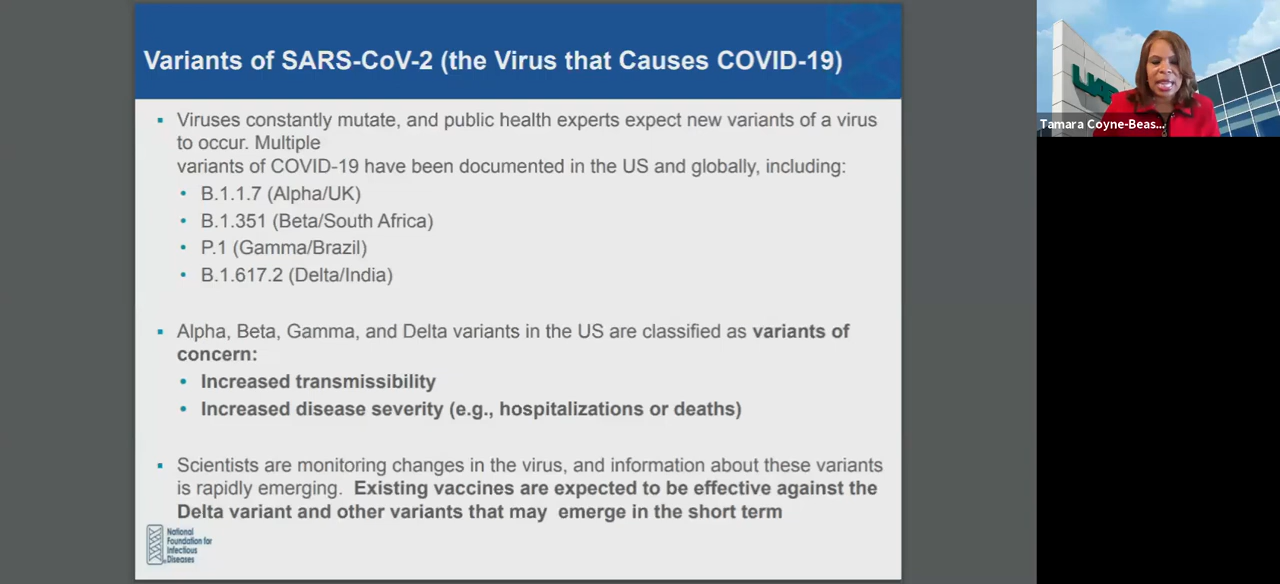 Variants of SARS-CoV-2 (the Virus that Causes COVID-19)
Viruses constantly mutate, and public health experts expect new variants of a virus
to occur. Multiple
variants of COVID-19 have been documented in the US and globally, including:
B.1.1.7 (Alpha/UK)
B.1.351 (Beta/South Africa)
P.1 (Gamma/Brazil)
B.1.617.2 (Delta/India)
Alpha, Beta, Gamma, and Delta variants in the US are classified as variants of
concern:
Increased transmissibility
Increased disease severity (e.g., hospitalizations or deaths)
Scientists are monitoring changes in the virus, and information about these variants
is rapidly emerging. Existing vaccines are expected to be effective against the
Delta variant and other variants that may emerge in the short term
National
Foundation for
Infectious
Diseases
Tamara Coyne-Beas...